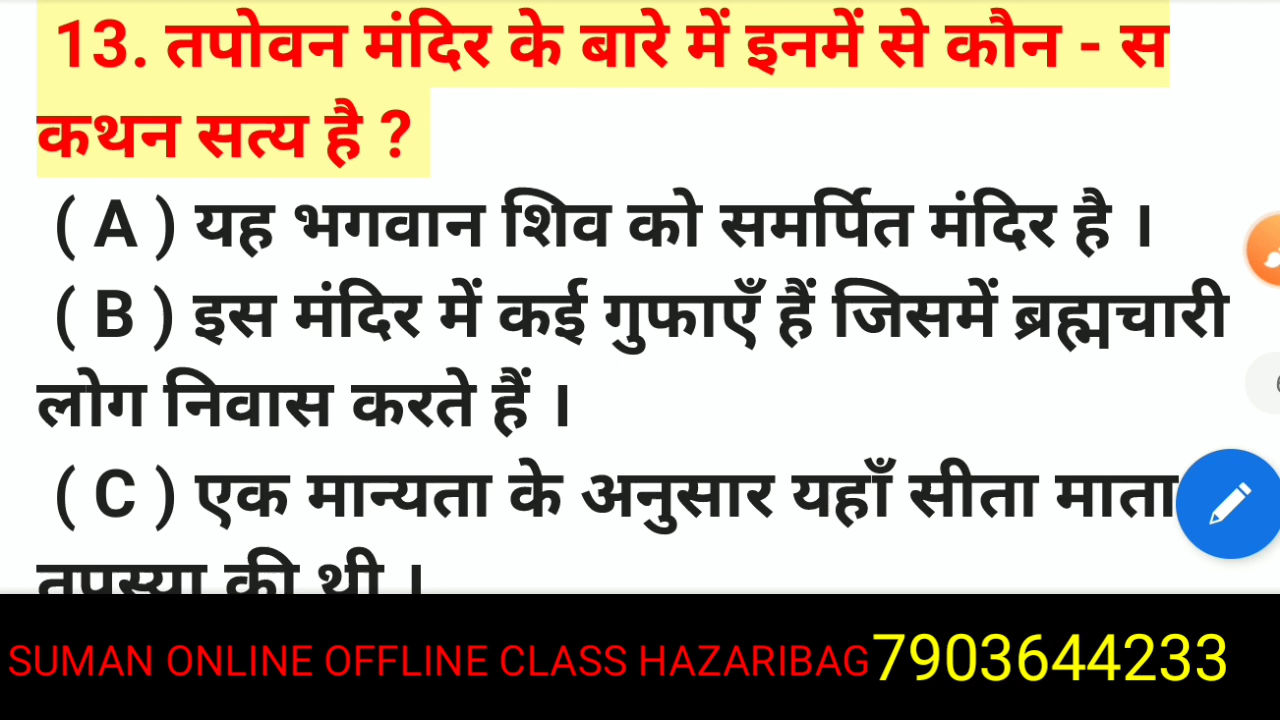 13. तपोवन मंदिर के बारे में इनमें से कौन - स
कथन सत्य है ?
( A ) यह भगवान शिव को समर्पित मंदिर है ।
( B ) इस मंदिर में कई गुफाएँ हैं जिसमें ब्रह्मचारी
लोग निवास करते हैं ।
( C ) एक मान्यता के अनुसार यहाँ सीता माता
तपस्या की थी ।
SUMAN ONLINE OFFLINE CLASS HAZARIBAG 7903644233